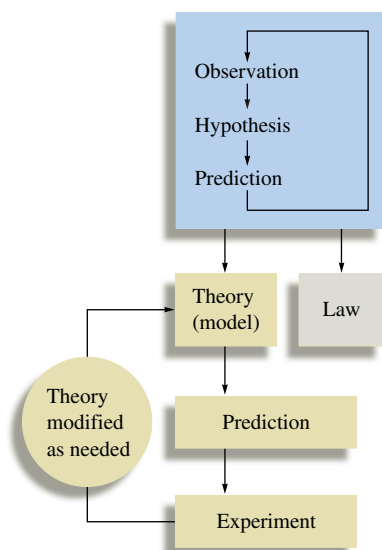 Observation
Hypothesis
Prediction
Theory
(model)
Law
Theory
modified
as needed
Prediction
Experiment